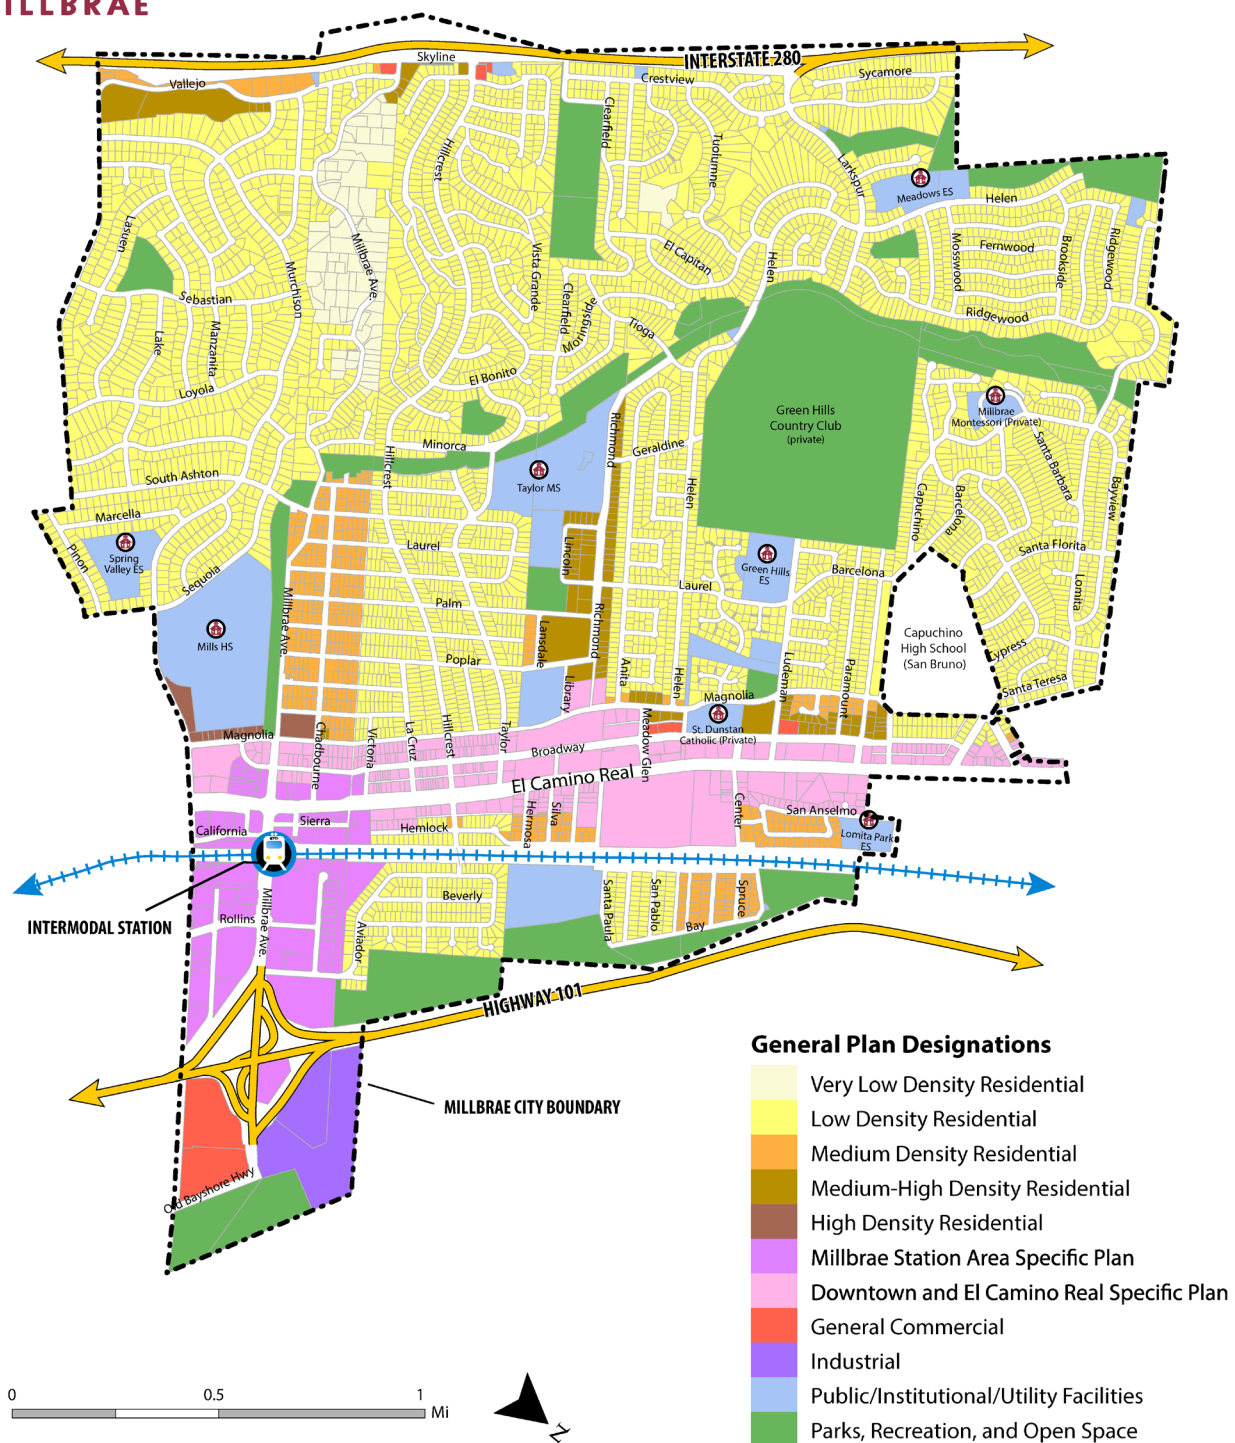 MILLBRAE
INTERSTATE 280
Skyline
Vallejo
Crestview
Sycamore
Clearfield
Hillcrest
Tuolumne
Larkspur
Meadows ES
Helen
Lasuen
Murchison
Millbrae Ave.
Vista Grande
El Capitan
Helen
Mosswood
Fernwood
Brookside
Ridgewood
Sebastian
Clearfield
Morningside
Tioga
Ridgewood
Lake
Manzanita
Loyola
El Bonito
Green Hills
Country Club
(private)
Millbrae
Montessori (Private)
Minorca
Richmond
Geraldine
Hillcrest
South Ashton
Taylor MS
Helen
Capuchino
Barcelona
Santa Barbara
Bayview
Marcella
Pinon
Spring
Valley ES
Sequoia
Laurel
Lincoln
Laurel
Green Hills
ES
Barcelona
Santa Florita
Lomita
Millbrae Ave.
Palm
Richmond
Mills HS
Lansdale
Poplar
Capuchino
High School
(San Bruno)
Cypress
Santa Teresa
Library
Anita
Helen
Ludeman
Paramount
Magnolia
St. Dunstan
Catholic (Private)
Meadow Glen
Magnolia
Chadbourne
Victoria
La Cruz
Hillcrest
Taylor
Broadway
El Camino Real
California
Sierra
Hemlock
Hermosa
Silva
Center
San Anselmo
Lomita Park
ES
INTERMODAL STATION
Rollins
Millbrae Ave.
Aviador
Beverly
Santa Paula
San Pablo
Spruce
Bay
HIGHWAY 101
MILLBRAE CITY BOUNDARY
Old Bayshore Hwy
General Plan Designations
Very Low Density Residential
Low Density Residential
Medium Density Residential
Medium-High Density Residential
High Density Residential
Millbrae Station Area Specific Plan
Downtown and El Camino Real Specific Plan
General Commercial
Industrial
Public/Institutional/Utility Facilities
Parks, Recreation, and Open Space
0 0.5 1
Mi
N